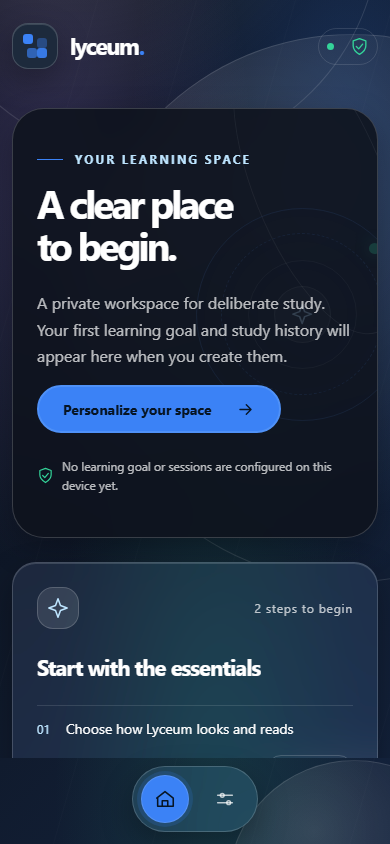 lyceum.
YOUR LEARNING SPACE
A clear place
to begin.
A private workspace for deliberate study.
Your first learning goal and study history will
appear here when you create them.
Personalize your space
No learning goal or sessions are configured on this
device yet.
2 steps to begin
Start with the essentials
01 Choose how Lyceum looks and reads